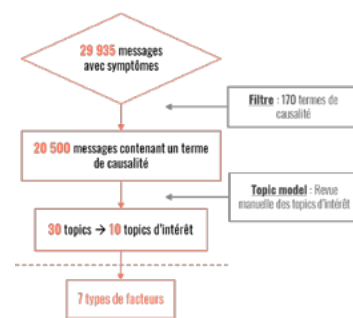 29 935 messages
avec symptômes
Filtre : 170 termes de
causalité
20 500 messages contenant un terme
de causalité
Topic model : Revue
manuelle des topics d'intérêt
30 topics → 10 topics d'intérêt
7 types de facteurs